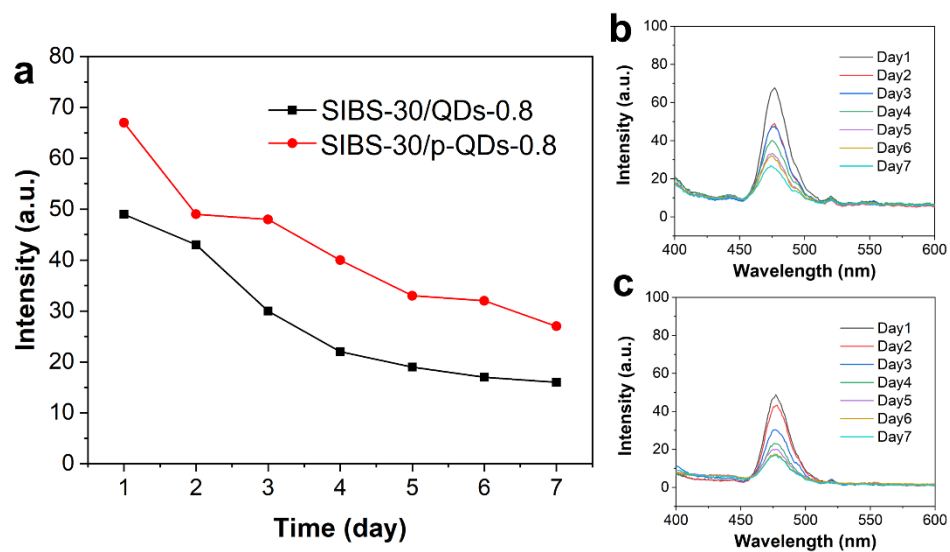 a
80
70
60
50
40
30
20
10
0
Intensity (a.u.)
SIBS-30/QDs-0.8
SIBS-30/p-QDs-0.8
1 2 3 4 5 6 7
Time (day)
b
100
80
60
40
20
0
Intensity (a.u.)
Day1
Day2
Day3
Day4
Day5
Day6
Day7
400 450 500 550 600
Wavelength (nm)
c
100
80
60
40
20
0
Intensity (a.u.)
Day1
Day2
Day3
Day4
Day5
Day6
Day7
400 450 500 550 600
Wavelength (nm)